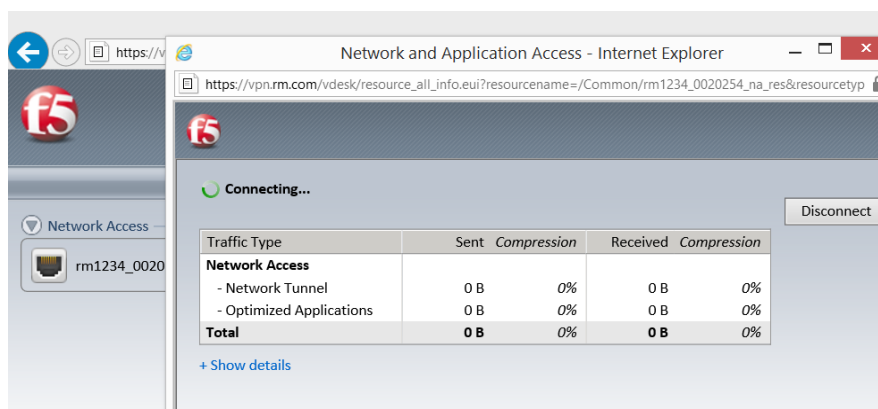 https://v
Network and Application Access - Internet Explorer
https://vpn.rm.com/vdesk/resource_all_info.eui?resourcename=/Common/rm1234_0020254_na_res&resourcetyp
f5
f5
Connecting...
Disconnect
Network Access
rm1234_0020
Traffic Type Sent Compression Received Compression
Network Access
- Network Tunnel 0 B 0% 0 B 0%
- Optimized Applications 0 B 0% 0 B 0%
Total 0 B 0% 0 B 0%
+ Show details